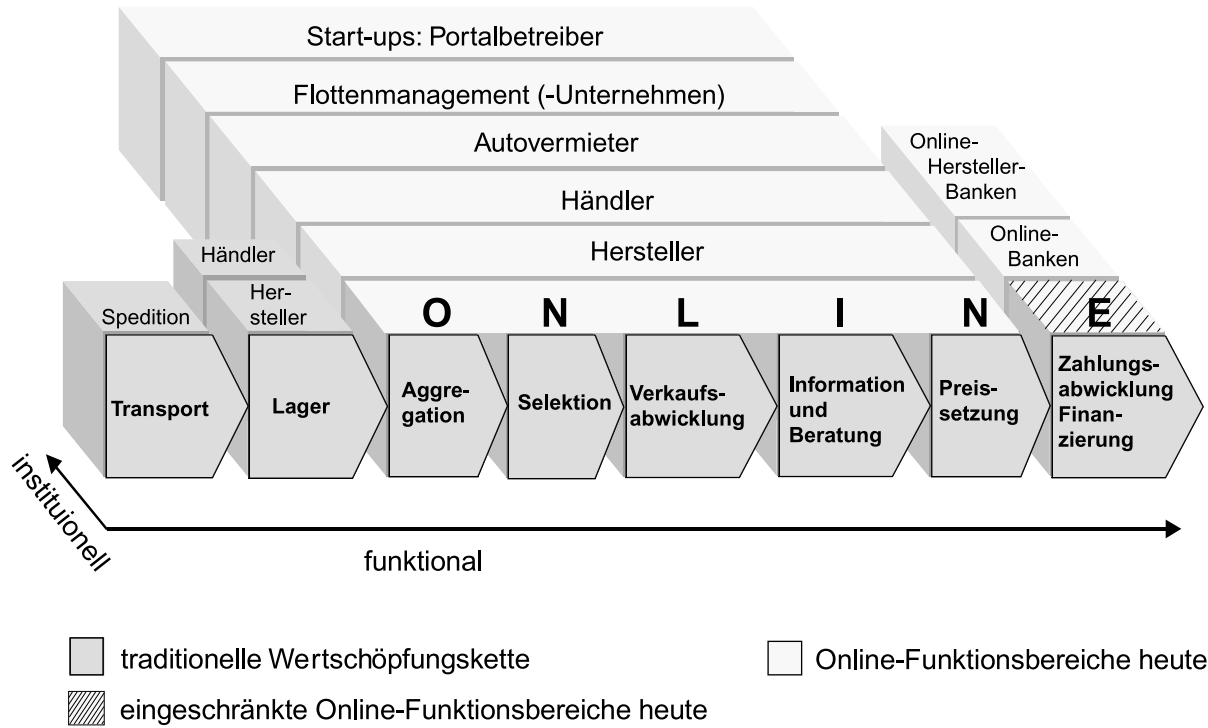 Start-ups: Portalbetreiber
Flottenmanagement (-Unternehmen)
Autovermieter
Händler
Hersteller
Online-
Hersteller-
Banken
Online-
Banken
Händler
Her-
steller
Spedition
O N L I N E
Transport
Lager
Aggre-
gation
Selektion
Verkaufs-
abwicklung
Information
und
Beratung
Preis-
setzung
Zahlungs-
abwicklung
Finan-
zierung
instituionell
funktional
traditionelle Wertschöpfungskette
Online-Funktionsbereiche heute
eingeschränkte Online-Funktionsbereiche heute